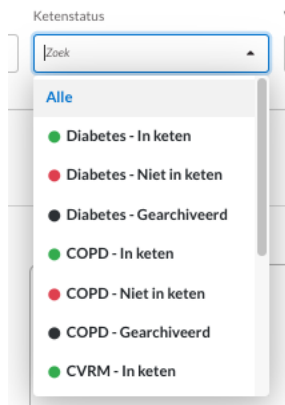 Ketenstatus
Zoek
Alle
Diabetes - In keten
Diabetes - Niet in keten
Diabetes - Gearchiveerd
COPD - In keten
COPD - Niet in keten
COPD - Gearchiveerd
CVRM - In keten